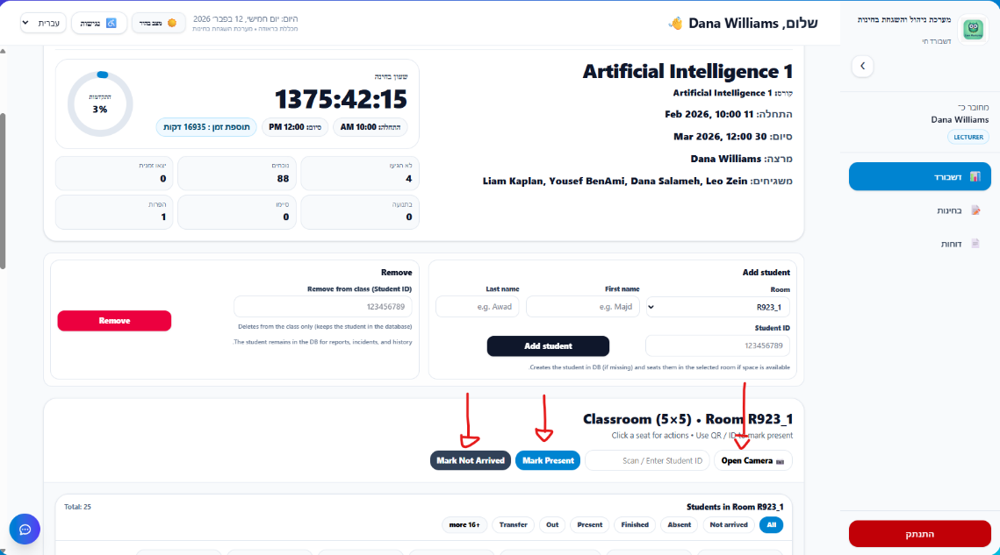 מערכת ניהול והשגחת בחינות
דשבורד חי
מחובר כ־
Dana Williams
LECTURER
דשבורד
בחינות
דוחות
התנתק
שלום, Dana Williams 👋
היום: יום חמישי, 12 בפבר׳ 2026
מכללת בראודה • מערכת השגחת בחינות
מצב בהיר
נגישות
עברית
Artificial Intelligence 1
קורס: Artificial Intelligence 1
התחלה: 11 Feb 2026, 10:00
סיום: 30 Mar 2026, 12:00
מרצה: Dana Williams
משגיחים: Liam Kaplan, Yousef BenAmi, Dana Salameh, Leo Zein
שעון בחינה
1375:42:15
התחלה: 10:00 AM
סיום: 12:00 PM
תוספת זמן : 16935 דקות
התקדמות
3%
לא הגיעו
4
נוכחים
88
יצאו זמנית
0
בתנועה
0
סיימו
0
הפרות
1
Add student
Room
First name
Last name
R923_1
e.g. Majd
e.g. Awad
Student ID
123456789
Add student
Creates the student in DB (if missing) and seats them in the selected room if space is available.
Remove
Remove from class (Student ID)
123456789
Remove
Deletes from the class only (keeps the student in the database)
The student remains in the DB for reports, incidents, and history.
Classroom (5×5) • Room R923_1
Click a seat for actions • Use QR / ID to mark present
Open Camera
Scan / Enter Student ID
Mark Present
Mark Not Arrived
Students in Room R923_1
Total: 25
All
Not arrived
Absent
Finished
Present
Out
Transfer
more 16+